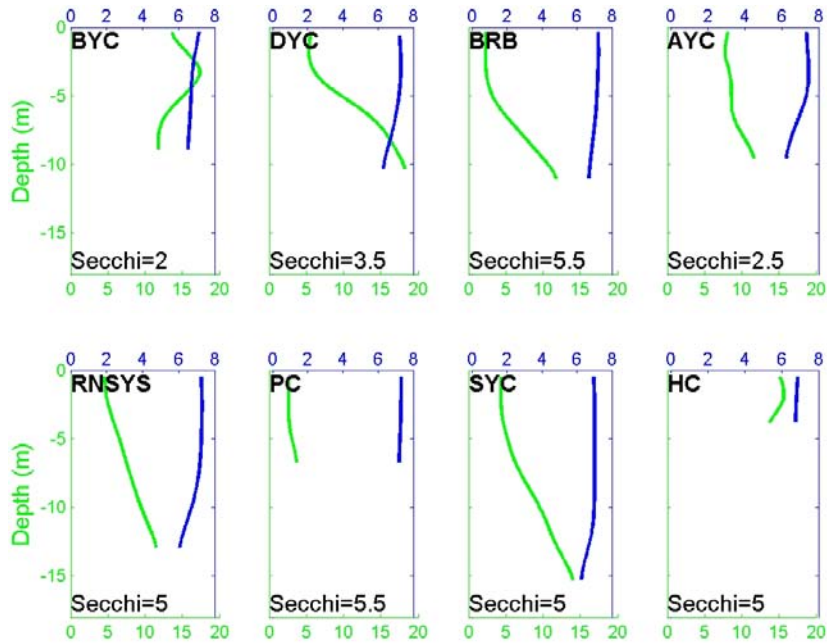 0 2 4 6 8 0 2 4 6 8 0 2 4 6 8 0 2 4 6 8
0
BYC DYC BRB AYC
-5
Depth (m)
-10
-15
Secchi=2 Secchi=3.5 Secchi=5.5 Secchi=2.5
0 5 10 15 20 0 5 10 15 20 0 5 10 15 20 0 5 10 15 20
0 2 4 6 8 0 2 4 6 8 0 2 4 6 8 0 2 4 6 8
0
RNSYS PC SYC HC
-5
Depth (m)
-10
-15
Secchi=5 Secchi=5.5 Secchi=5 Secchi=5
0 5 10 15 20 0 5 10 15 20 0 5 10 15 20 0 5 10 15 20